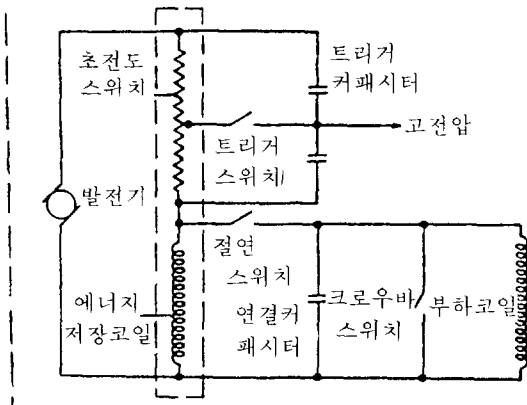 초전도
스위치
트리거
커패시터
고전압
트리거
스위치
발전기
절연
스위치
에너지
저장코일
연결커
패시터
크로우바
스위치
부하코일